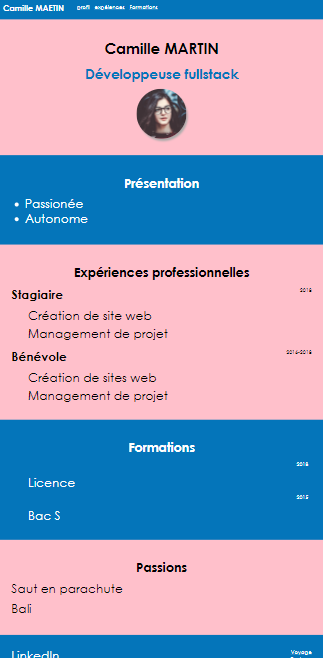 Camille MAETIN profil expériences Formations
Camille MARTIN
Développeuse fullstack
Présentation
Passionée
Autonome
Expériences professionnelles
Stagiaire 2018
Création de site web
Management de projet
Bénévole 2016-2018
Création de sites web
Management de projet
Formations
2018
Licence
2015
Bac S
Passions
Saut en parachute
Bali
LinkedIn Voyage